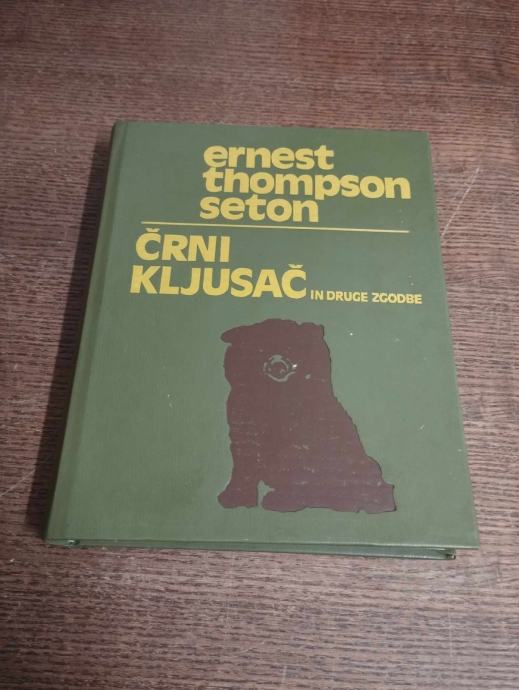 ernest
thompson
seton
ČRNI
KLJUSAČ IN DRUGE ZGODBE